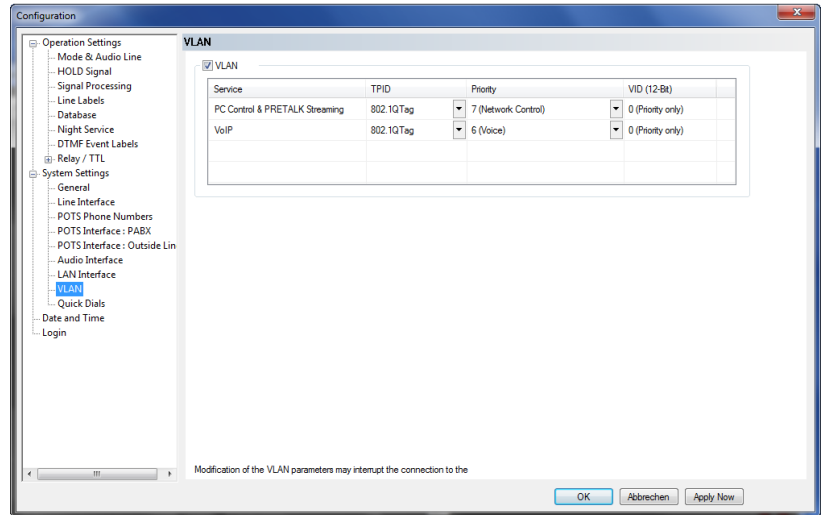 Configuration
Operation Settings
Mode & Audio Line
HOLD Signal
Signal Processing
Line Labels
Database
Night Service
DTMF Event Labels
Relay / TTL
System Settings
General
Line Interface
POTS Phone Numbers
POTS Interface : PABX
POTS Interface : Outside Lin
Audio Interface
LAN Interface
VLAN
Quick Dials
Date and Time
Login
VLAN
VLAN
Service TPID Priority VID (12-Bit)
PC Control & PRETALK Streaming 802.1QTag 7 (Network Control) 0 (Priority only)
VoIP 802.1QTag 6 (Voice) 0 (Priority only)
Modification of the VLAN parameters may interrupt the connection to the
OK Abbrechen Apply Now